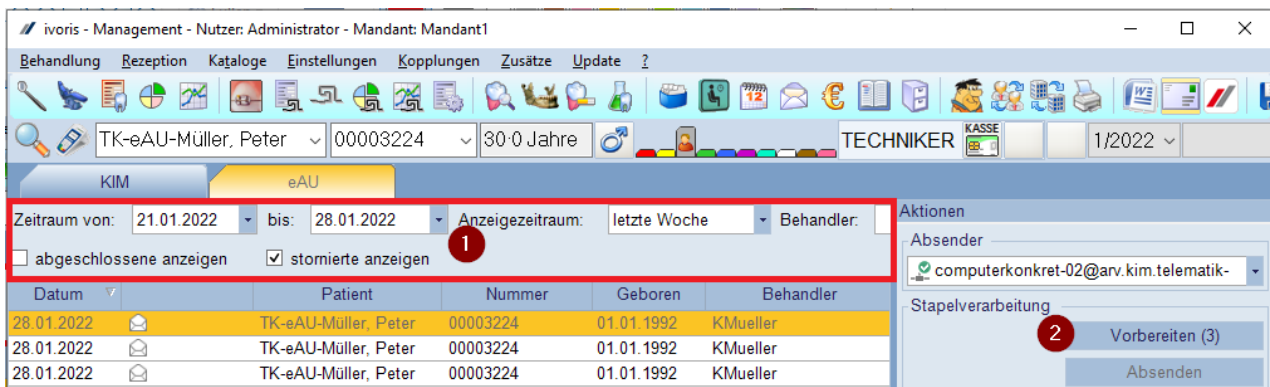 ivoris - Management - Nutzer: Administrator - Mandant: Mandant1
Behandlung Rezeption Kataloge Einstellungen Kopplungen Zusätze Update ?
12
TK-eAU-Müller, Peter 00003224 30·0 Jahre TECHNIKER KASSE 1/2022
KIM eAU
Zeitraum von: 21.01.2022 bis: 28.01.2022 Anzeigezeitraum: letzte Woche Behandler:
1
abgeschlossene anzeigen stornierte anzeigen
Datum Patient Nummer Geboren Behandler
28.01.2022 TK-eAU-Müller, Peter 00003224 01.01.1992 KMueller
28.01.2022 TK-eAU-Müller, Peter 00003224 01.01.1992 KMueller
28.01.2022 TK-eAU-Müller, Peter 00003224 01.01.1992 KMueller
Aktionen
Absender
computerkonkret-02@arv.kim.telematik-
Stapelverarbeitung
2 Vorbereiten (3)
Absenden